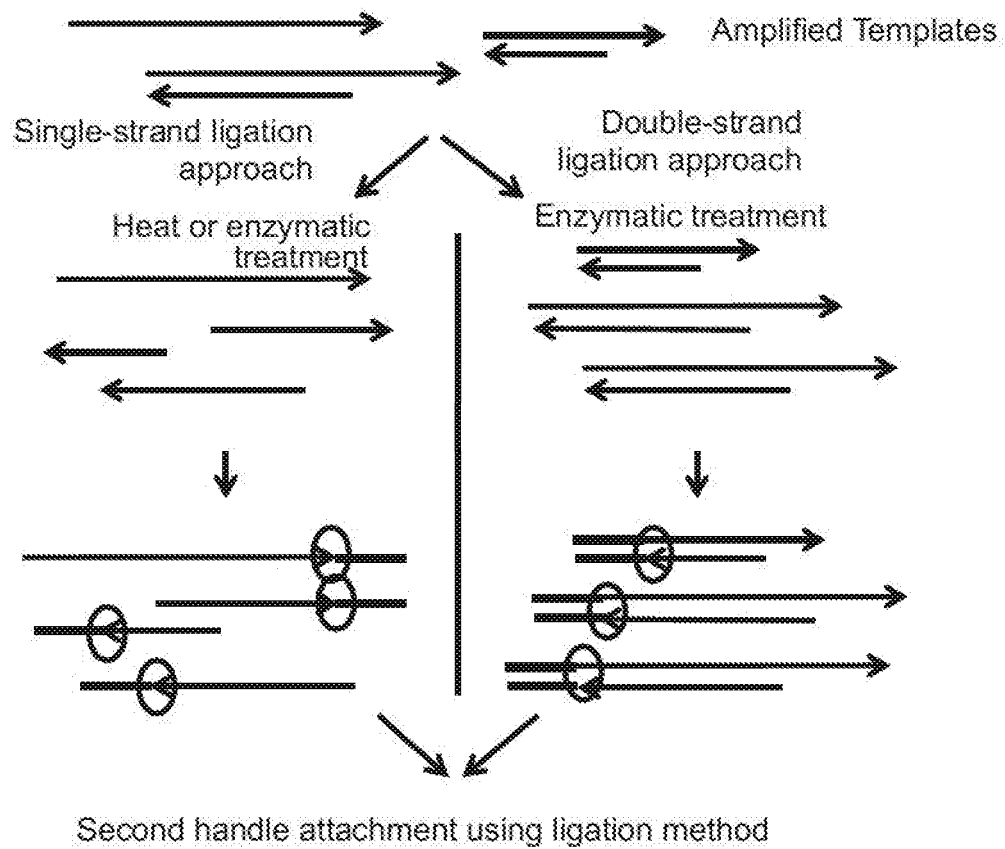 Amplified Templates
Single-strand ligation
approach
Double-strand
ligation approach
Heat or enzymatic
treatment
Enzymatic treatment
Second handle attachment using ligation method